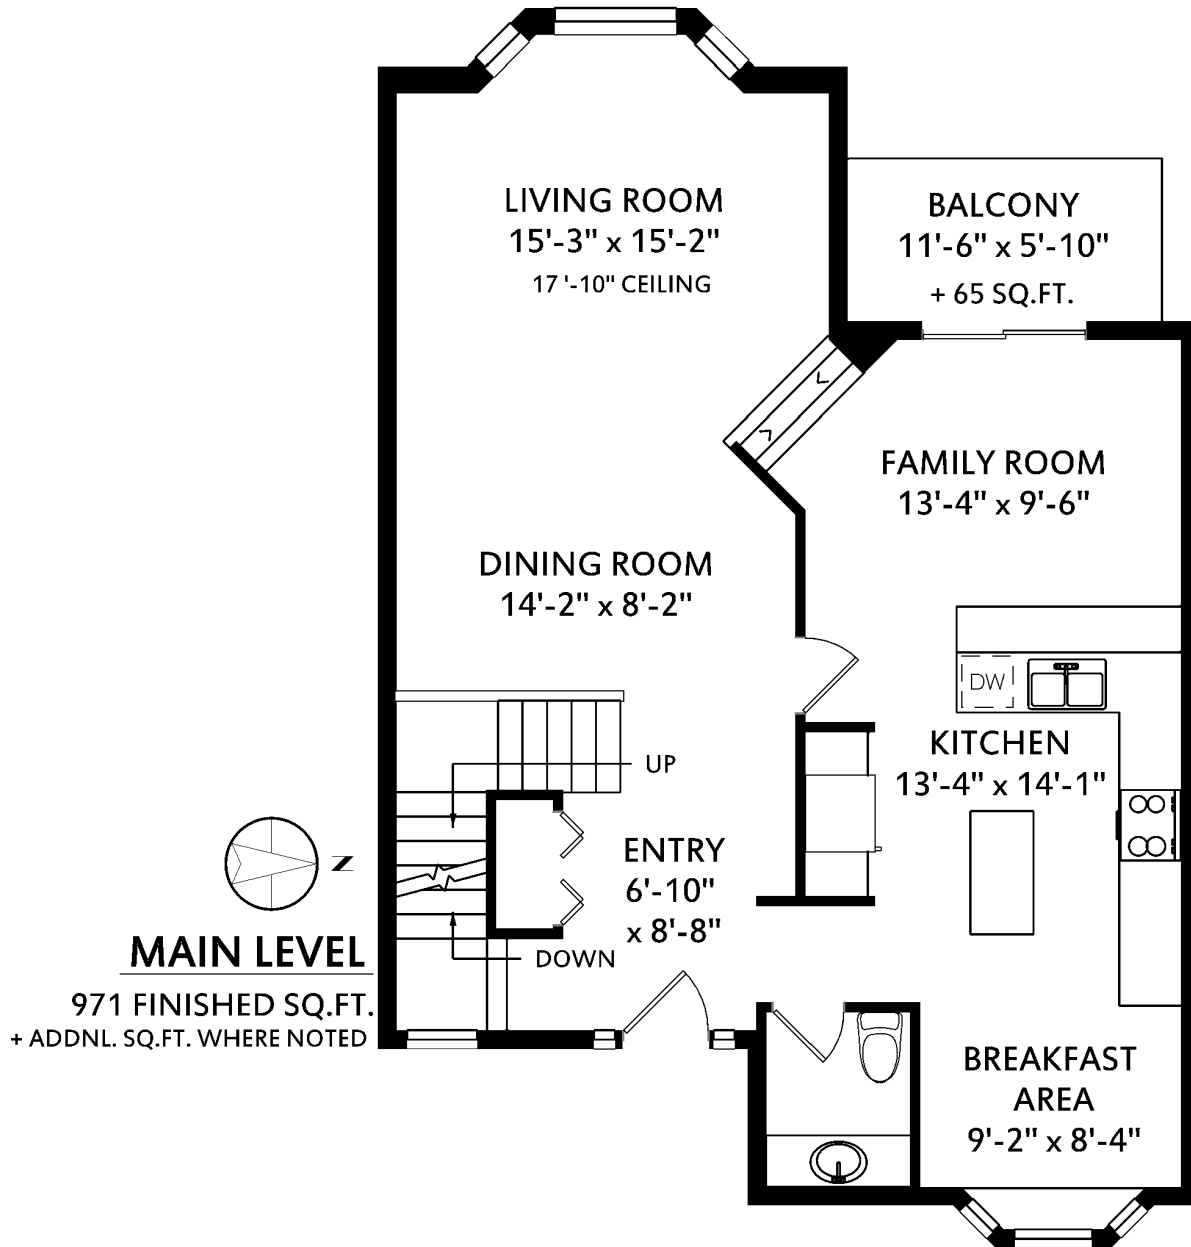 LIVING ROOM
15'-3" x 15'-2"
17 '-10" CEILING
BALCONY
11'-6" x 5'-10"
+ 65 SQ.FT.
FAMILY ROOM
13'-4" x 9'-6"
DINING ROOM
14'-2" x 8'-2"
DW
KITCHEN
13'-4" x 14'-1"
UP
ENTRY
6'-10"
x 8'-8"
DOWN
N
MAIN LEVEL
971 FINISHED SQ.FT.
+ ADDNL. SQ.FT. WHERE NOTED
BREAKFAST
AREA
9'-2" x 8'-4"